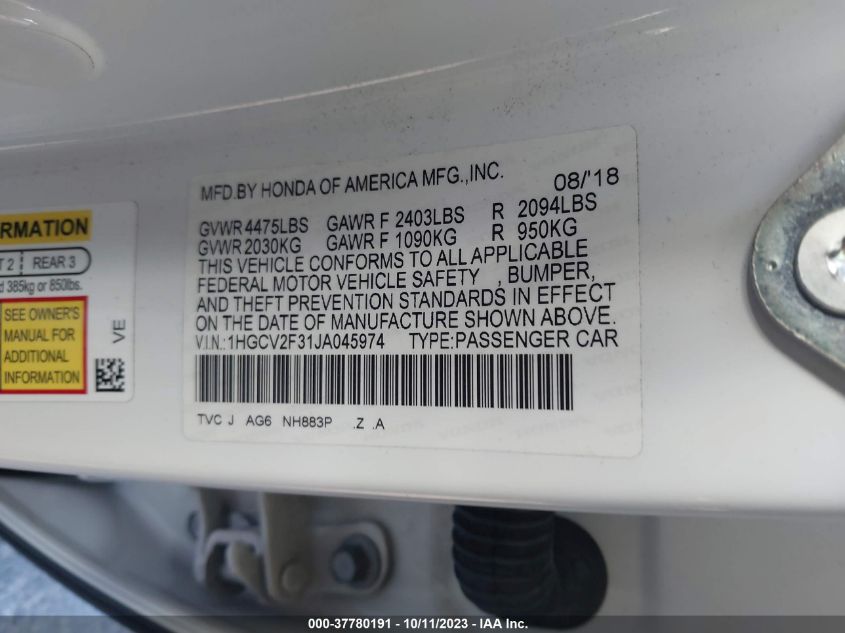 MFD.BY HONDA OF AMERICA MFG.,INC. 08/'18
GVWR 4475LBS GAWR F 2403LBS R 2094LBS
GVWR 2030KG GAWR F 1090KG R 950KG
THIS VEHICLE CONFORMS TO ALL APPLICABLE
FEDERAL MOTOR VEHICLE SAFETY , BUMPER,
AND THEFT PREVENTION STANDARDS IN EFFECT
ON THE DATE OF MANUFACTURE SHOWN ABOVE.
V.I.N.:1HGCV2F31JA045974 TYPE:PASSENGER CAR
TVC J AG6 NH883P .Z .A
RMATION
T 2 REAR 3
d 385kg or 850lbs.
SEE OWNER'S
MANUAL FOR
ADDITIONAL
INFORMATION
VE
000-37780191 - 10/11/2023 - IAA Inc.